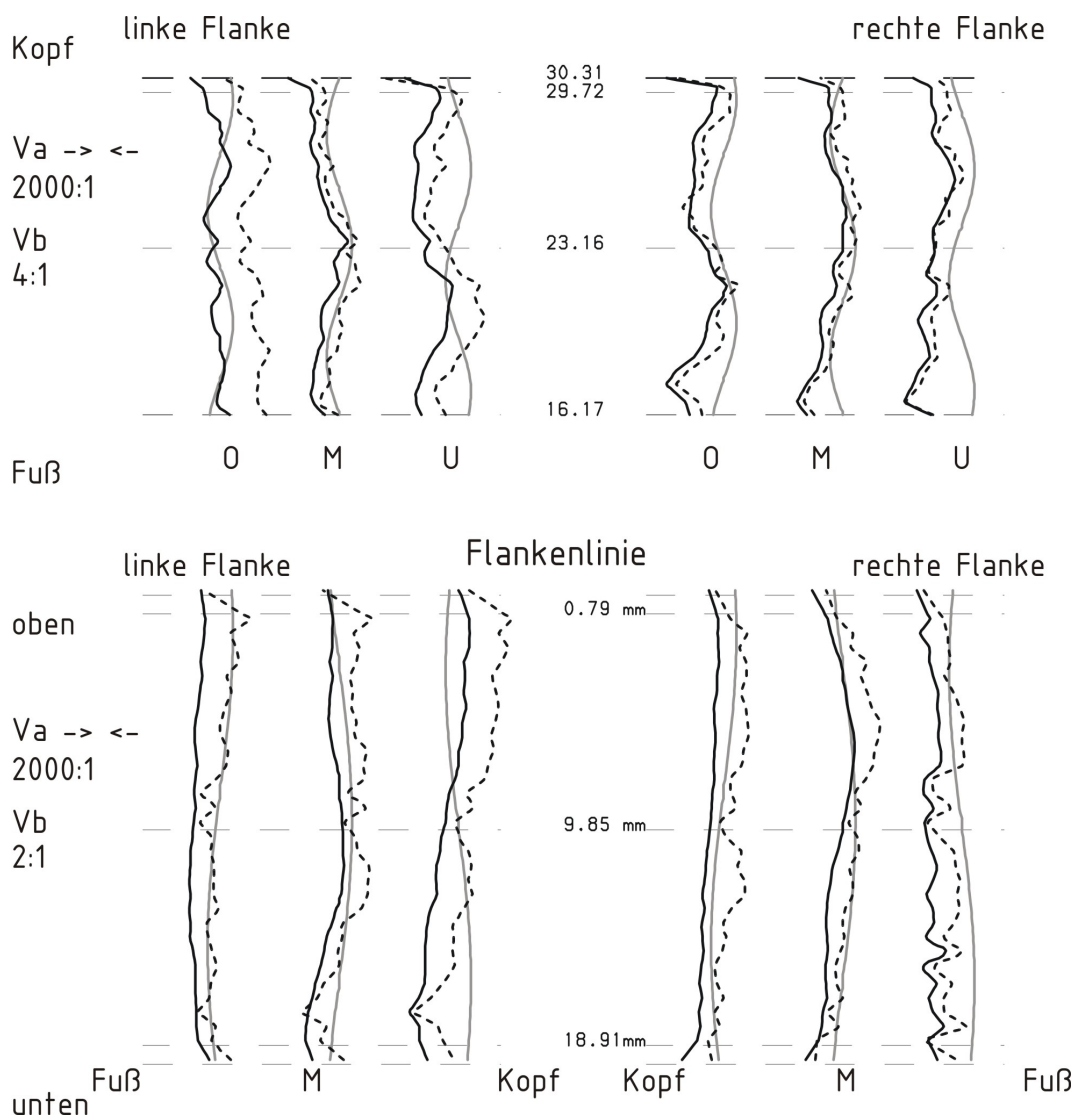 linke Flanke rechte Flanke
Kopf
30.31
29.72
Va -> <-
2000:1
Vb
4:1
23.16
16.17
O M U O M U
Fuß
Flankenlinie
linke Flanke rechte Flanke
0.79 mm
oben
Va -> <-
2000:1
Vb
2:1
9.85 mm
18.91mm
Fuß M Kopf Kopf M Fuß
unten